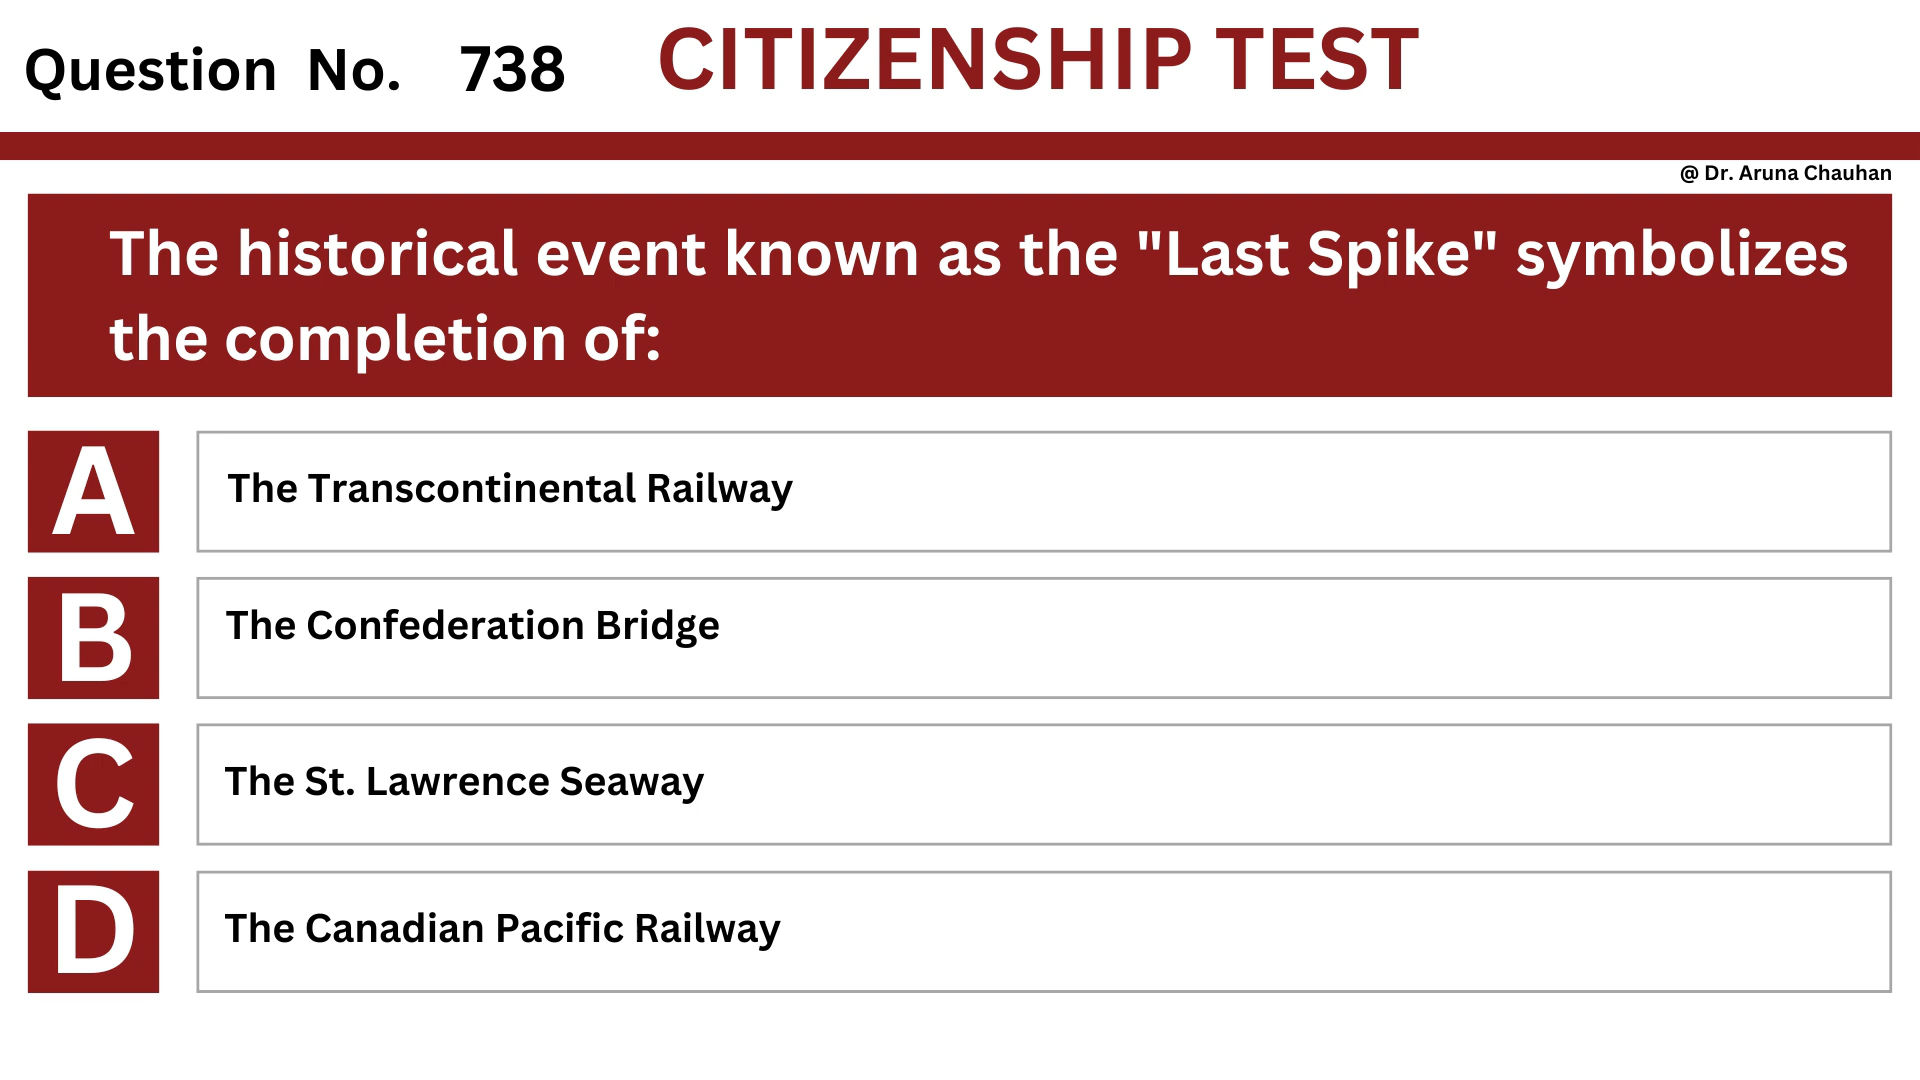 Question No. 738 CITIZENSHIP TEST
@ Dr. Aruna Chauhan
The historical event known as the "Last Spike" symbolizes
the completion of:
A The Transcontinental Railway
B The Confederation Bridge
C The St. Lawrence Seaway
D The Canadian Pacific Railway